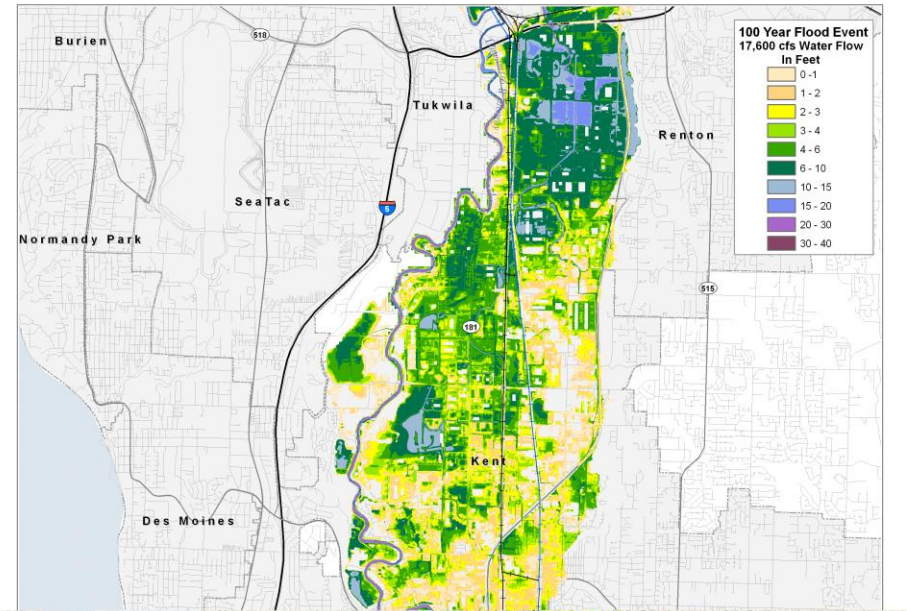 Burien
518
Tukwila
Renton
SeaTac
5
Normandy Park
515
181
Kent
Des Moines
100 Year Flood Event
17,600 cfs Water Flow
In Feet
0 -1
1 - 2
2 - 3
3 - 4
4 - 6
6 - 10
10 - 15
15 - 20
20 - 30
30 - 40